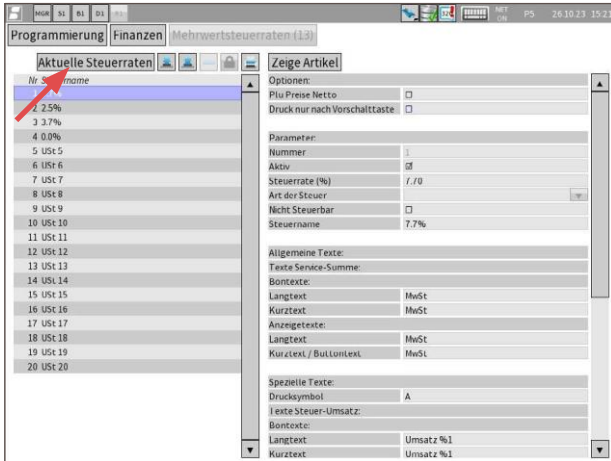 MGR S1 B1 D1 NET ON P5 26 10 23 15:21
Programmierung Finanzen Mehrwertsteuerraten (13)
Aktuelle Steuerraten Zeige Artikel
Nr
2 2.5%
3 3.7%
4 0.0%
5 USt 5
6 USt 6
7 USt 7
8 USt 8
9 USt 9
10 USt 10
11 USt 11
12 USt 12
13 USt 13
14 USt 14
15 USt 15
16 USt 16
17 USt 17
18 USt 18
19 USt 19
20 USt 20
Optionen:
Plu Preise Netto
Druck nur nach Vorschalttaste
Parameter:
Nummer 1
Aktiv
Steuerrate (%) 7.70
Art der Steuer
Nicht Steuerbar
Steuername 7.7%
Allgemeine Texte:
Texte Service-Summe:
Bontexte:
Langtext MwSt
Kurztext MwSt
Anzeigetexte:
Langtext MwSt
Kurztext / Buttontext MwSt
Spezielle Texte:
Drucksymbol A
Texte Steuer-Umsatz:
Bontexte:
Langtext Umsatz %1
Kurztext Umsatz %1